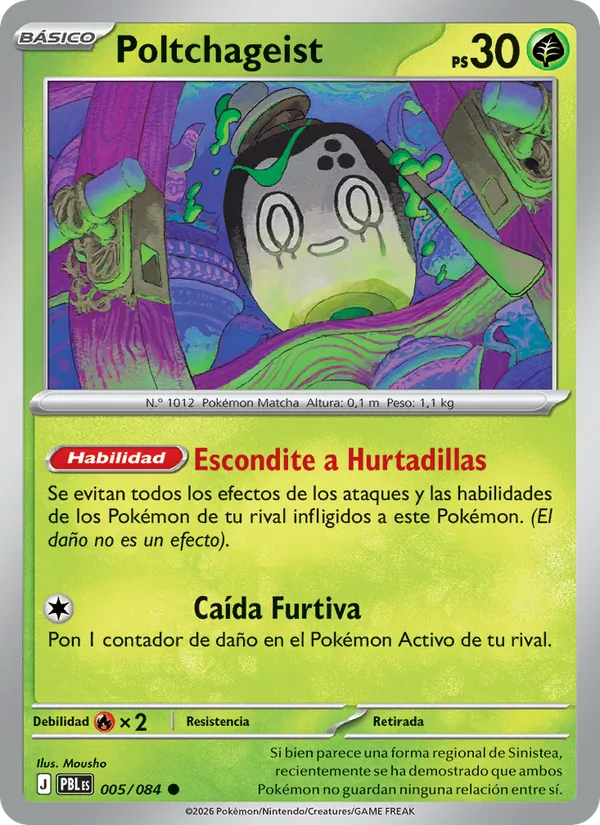 BÁSICO
Poltchageist
PS 30
N.º 1012 Pokémon Matcha Altura: 0,1 m Peso: 1,1 kg
Habilidad Escondite a Hurtadillas
Se evitan todos los efectos de los ataques y las habilidades
de los Pokémon de tu rival infligidos a este Pokémon. (El
daño no es un efecto).
Caída Furtiva
Pon 1 contador de daño en el Pokémon Activo de tu rival.
Debilidad ×2 Resistencia Retirada
Ilus. Mousho
J PBL ES 005/084
Si bien parece una forma regional de Sinistea,
recientemente se ha demostrado que ambos
Pokémon no guardan ninguna relación entre sí.
©2026 Pokémon/Nintendo/Creatures/GAME FREAK